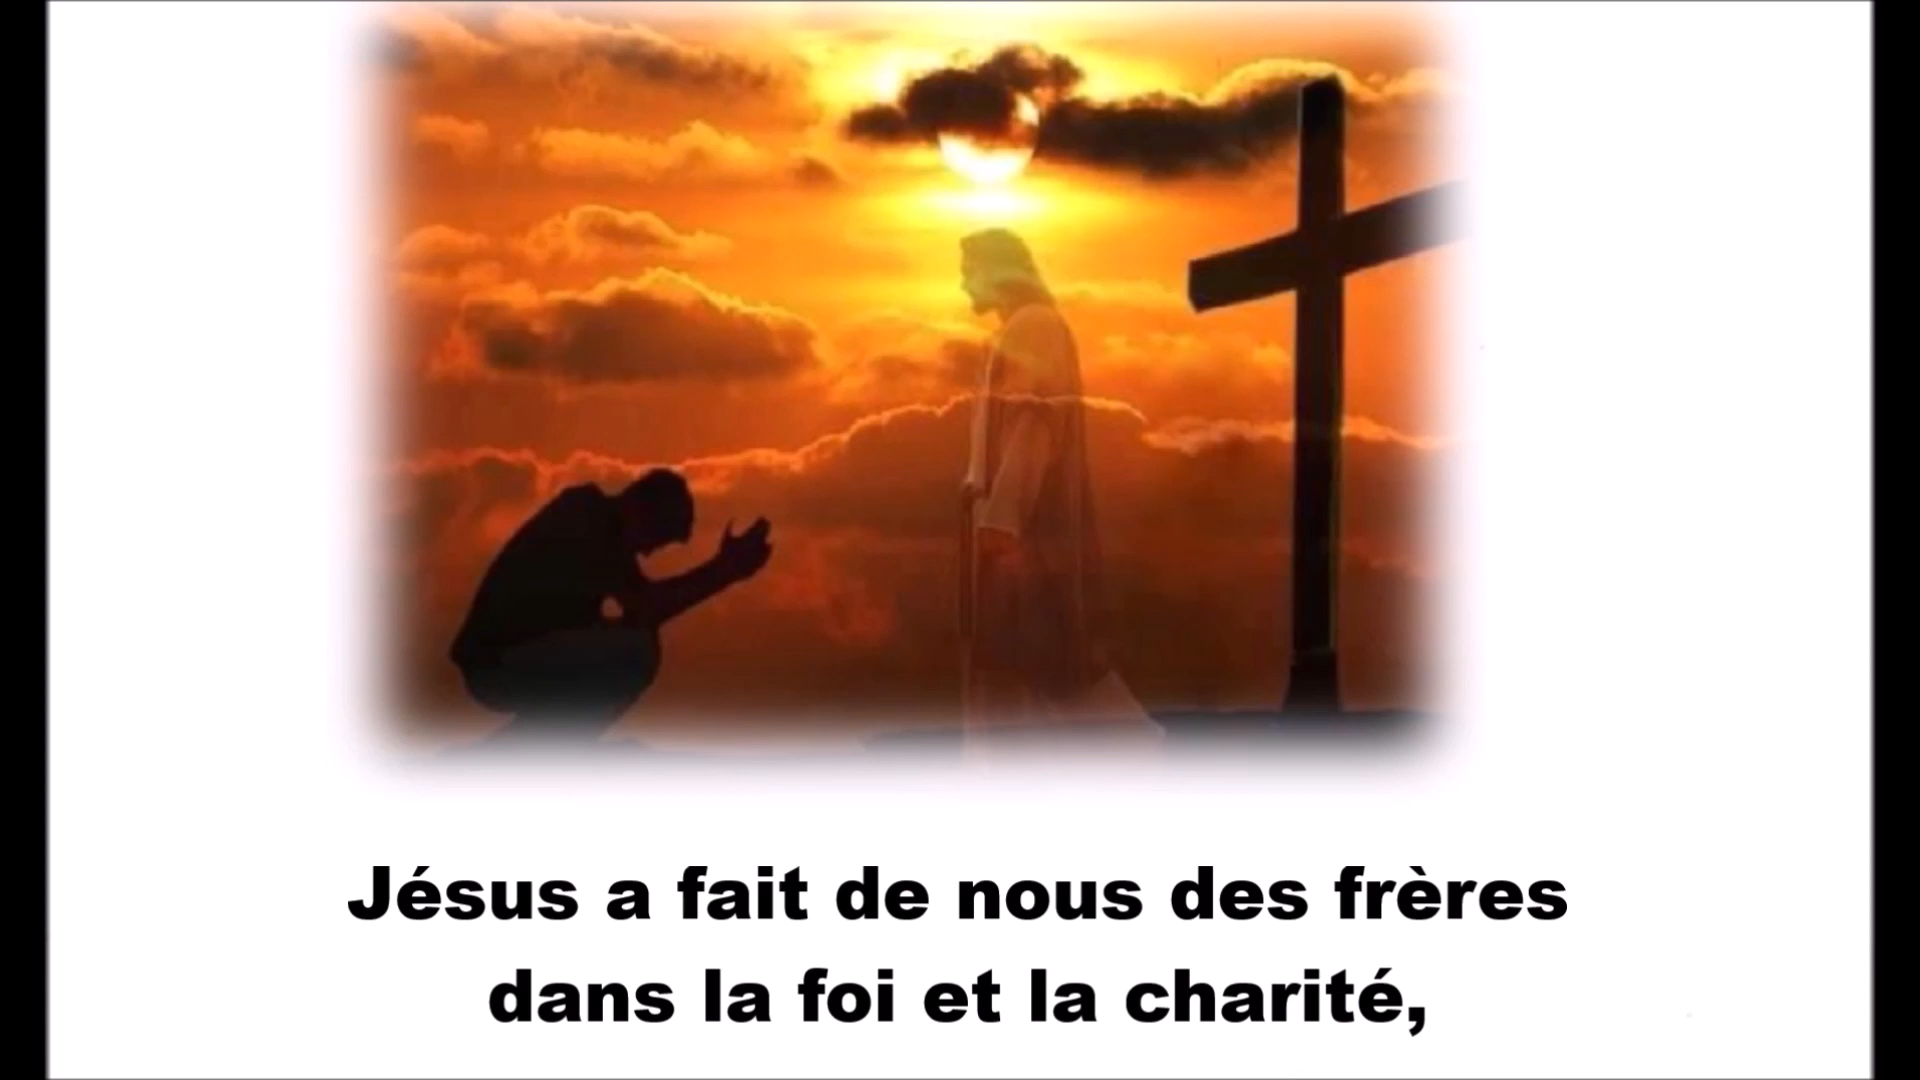 Jésus a fait de nous des frères
dans la foi et la charité,